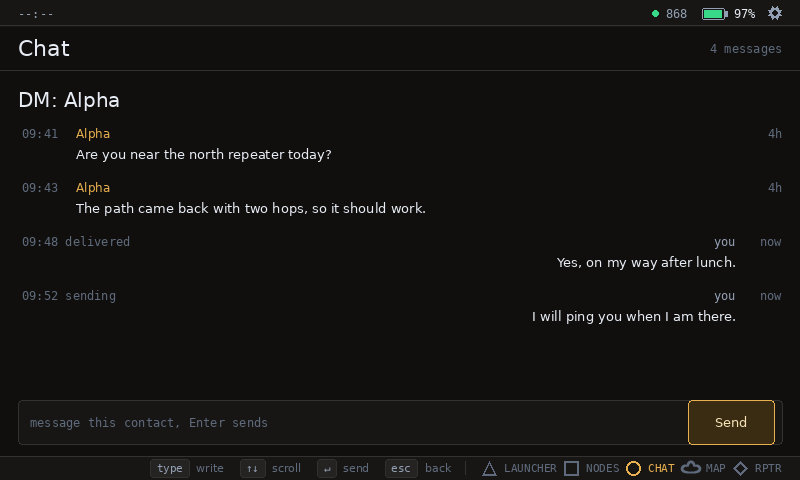 --:-- 868 97%
Chat 4 messages
DM: Alpha
09:41 Alpha 4h
Are you near the north repeater today?
09:43 Alpha 4h
The path came back with two hops, so it should work.
09:48 delivered you now
Yes, on my way after lunch.
09:52 sending you now
I will ping you when I am there.
message this contact, Enter sends Send
type write ↑↓ scroll ↵ send esc back LAUNCHER NODES CHAT MAP RPTR